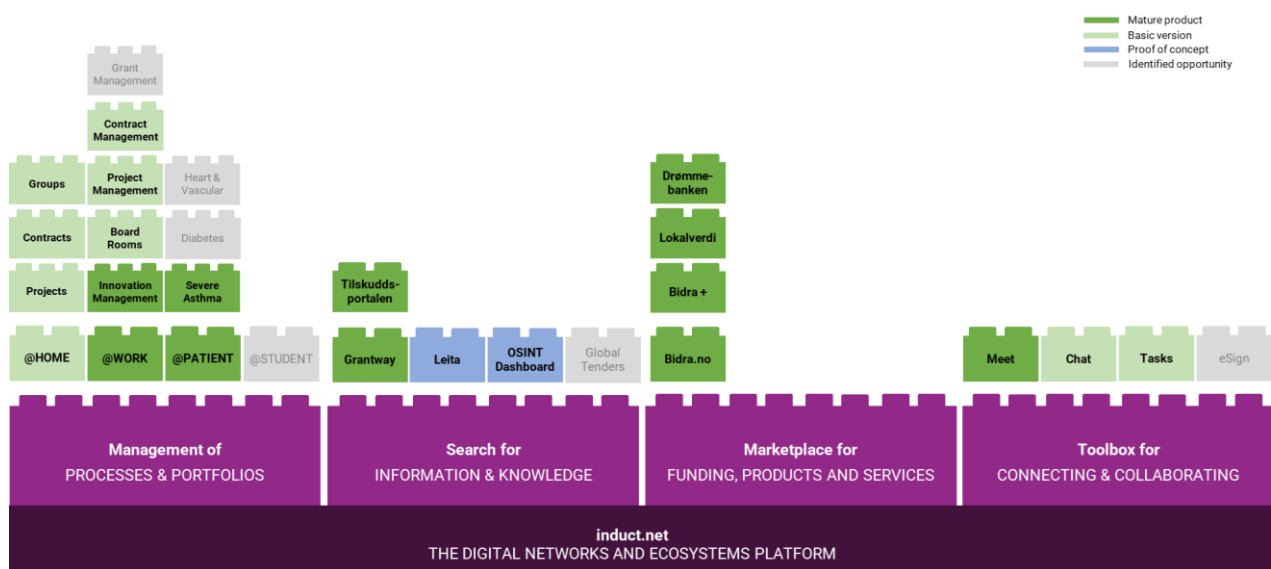 Mature product
Basic version
Proof of concept
Identified opportunity
Grant
Management
Contract
Management
Groups
Project
Management
Heart &
Vascular
Contracts
Board
Rooms
Diabetes
Projects
Innovation
Management
Severe
Asthma
@HOME
@WORK
@PATIENT
@STUDENT
Tilskudds-
portalen
Grantway
Leita
OSINT
Dashboard
Global
Tenders
Drømme-
banken
Lokalverdi
Bidra +
Bidra.no
Meet
Chat
Tasks
eSign
Management of
PROCESSES & PORTFOLIOS
Search for
INFORMATION & KNOWLEDGE
Marketplace for
FUNDING, PRODUCTS AND SERVICES
Toolbox for
CONNECTING & COLLABORATING
induct.net
THE DIGITAL NETWORKS AND ECOSYSTEMS PLATFORM